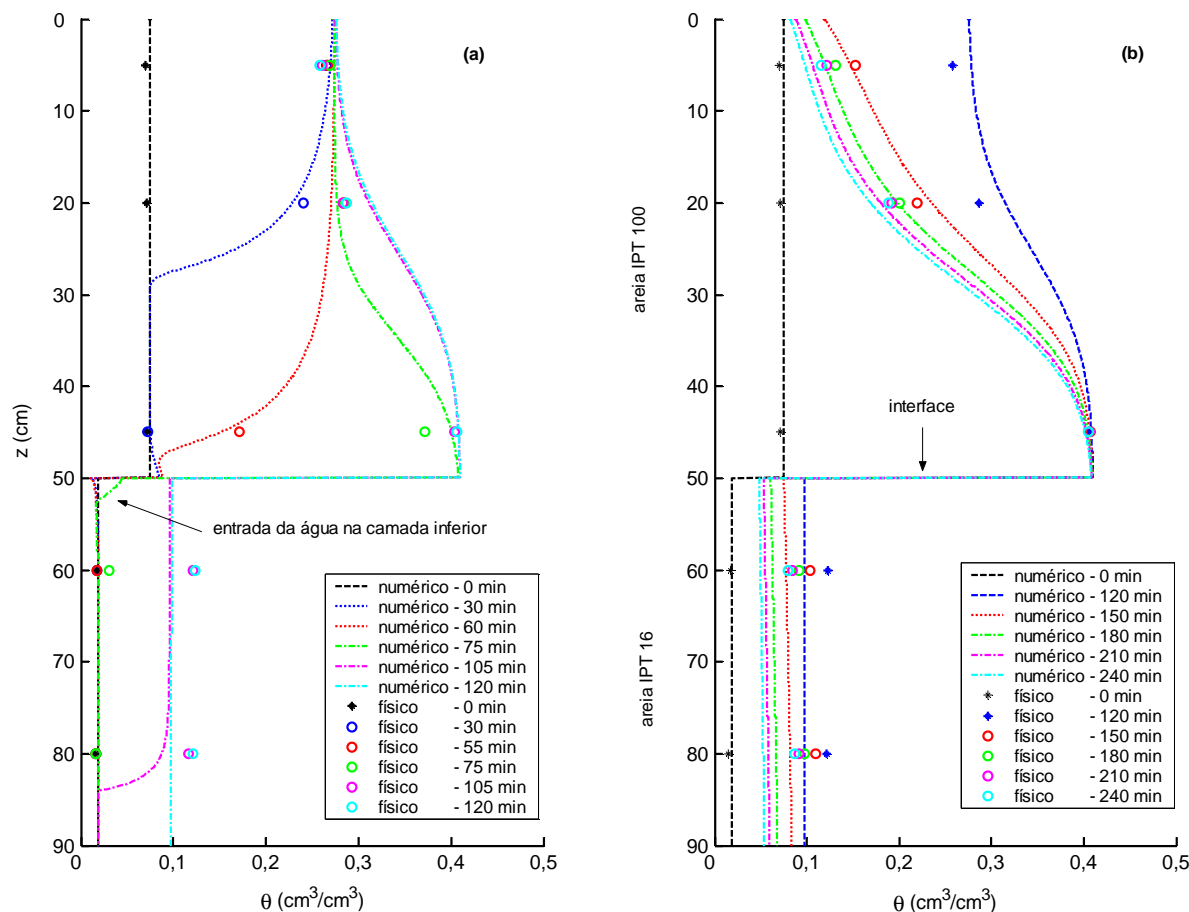 (a)
0
10
20
30
40
50
60
70
80
90
z (cm)
0
0,1
0,2
0,3
0,4
0,5
θ (cm³/cm³)
entrada da água na camada inferior
numérico - 0 min
numérico - 30 min
numérico - 60 min
numérico - 75 min
numérico - 105 min
numérico - 120 min
físico - 0 min
físico - 30 min
físico - 55 min
físico - 75 min
físico - 105 min
físico - 120 min
(b)
0
10
20
30
40
50
60
70
80
90
areia IPT 100
areia IPT 16
interface
0
0,1
0,2
0,3
0,4
0,5
θ (cm³/cm³)
numérico - 0 min
numérico - 120 min
numérico - 150 min
numérico - 180 min
numérico - 210 min
numérico - 240 min
físico - 0 min
físico - 120 min
físico - 150 min
físico - 180 min
físico - 210 min
físico - 240 min